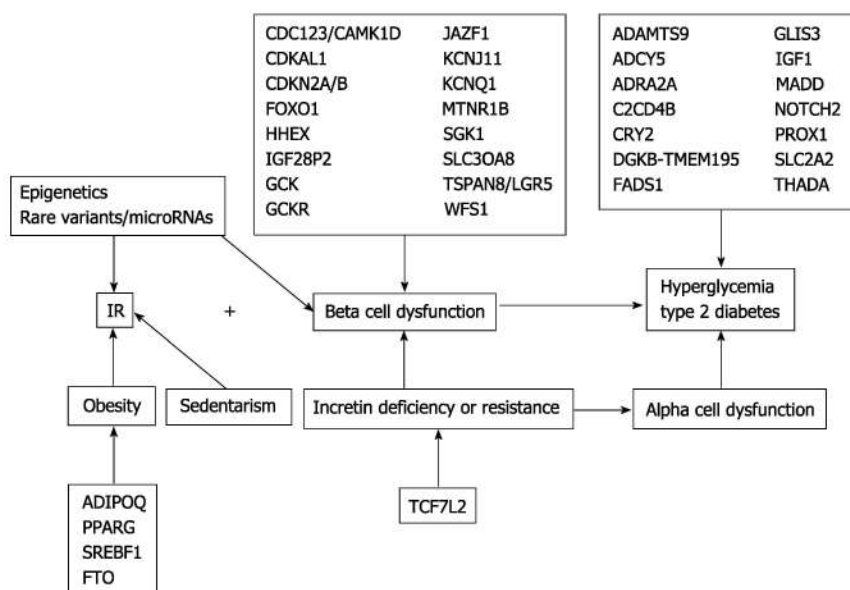 CDC123/CAMK1D JAZF1
CDKAL1 KCNJ11
CDKN2A/B KCNQ1
FOXO1 MTNR1B
HHEX SGK1
IGF28P2 SLC3OA8
GCK TSPAN8/LGR5
GCKR WFS1
ADAMTS9 GLIS3
ADCY5 IGF1
ADRA2A MADD
C2CD4B NOTCH2
CRY2 PROX1
DGKB-TMEM195 SLC2A2
FADS1 THADA
Epigenetics
Rare variants/microRNAs
IR
+
Beta cell dysfunction
Hyperglycemia
type 2 diabetes
Obesity
Sedentarism
Incretin deficiency or resistance
Alpha cell dysfunction
ADIPOQ
PPARG
SREBF1
FTO
TCF7L2